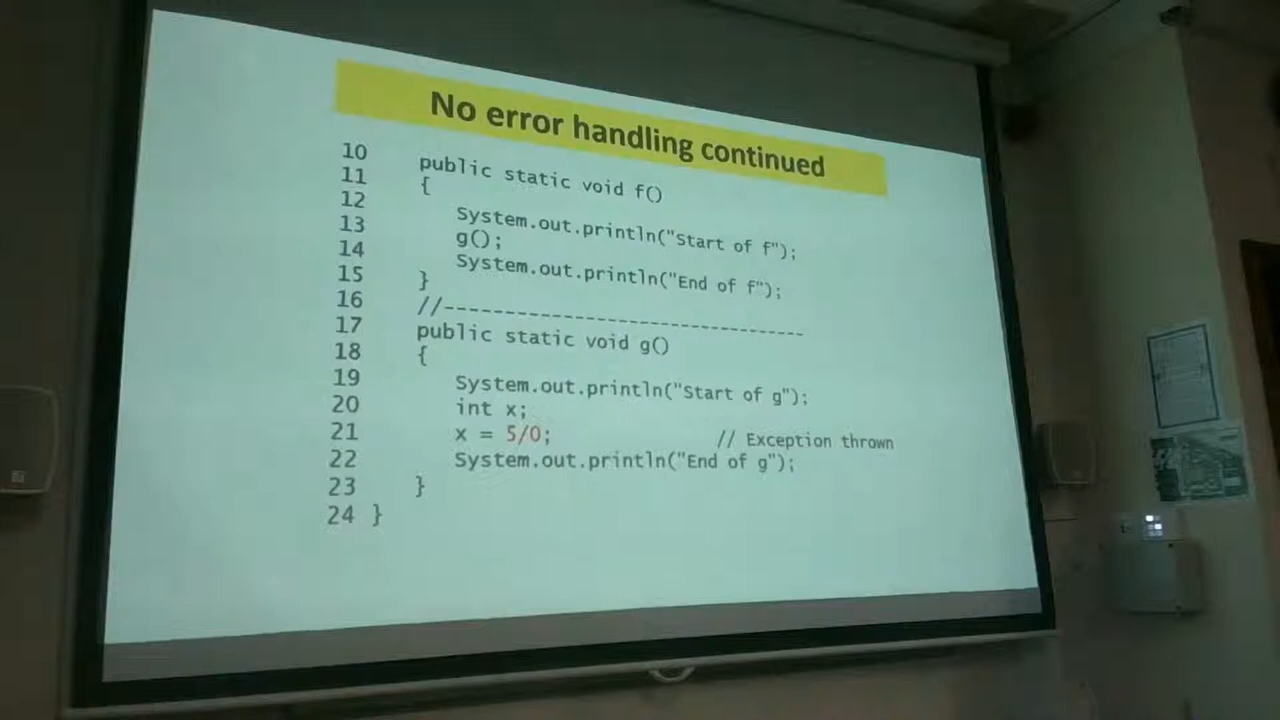 No error handling continued
10 public static void f()
11 {
12 System.out.println("Start of f");
13 g();
14 System.out.println("End of f");
15 }
16 //---------------------------------
17 public static void g()
18 {
19 System.out.println("Start of g");
20 int x;
21 x = 5/0; // Exception thrown
22 System.out.println("End of g");
23 }
24 }